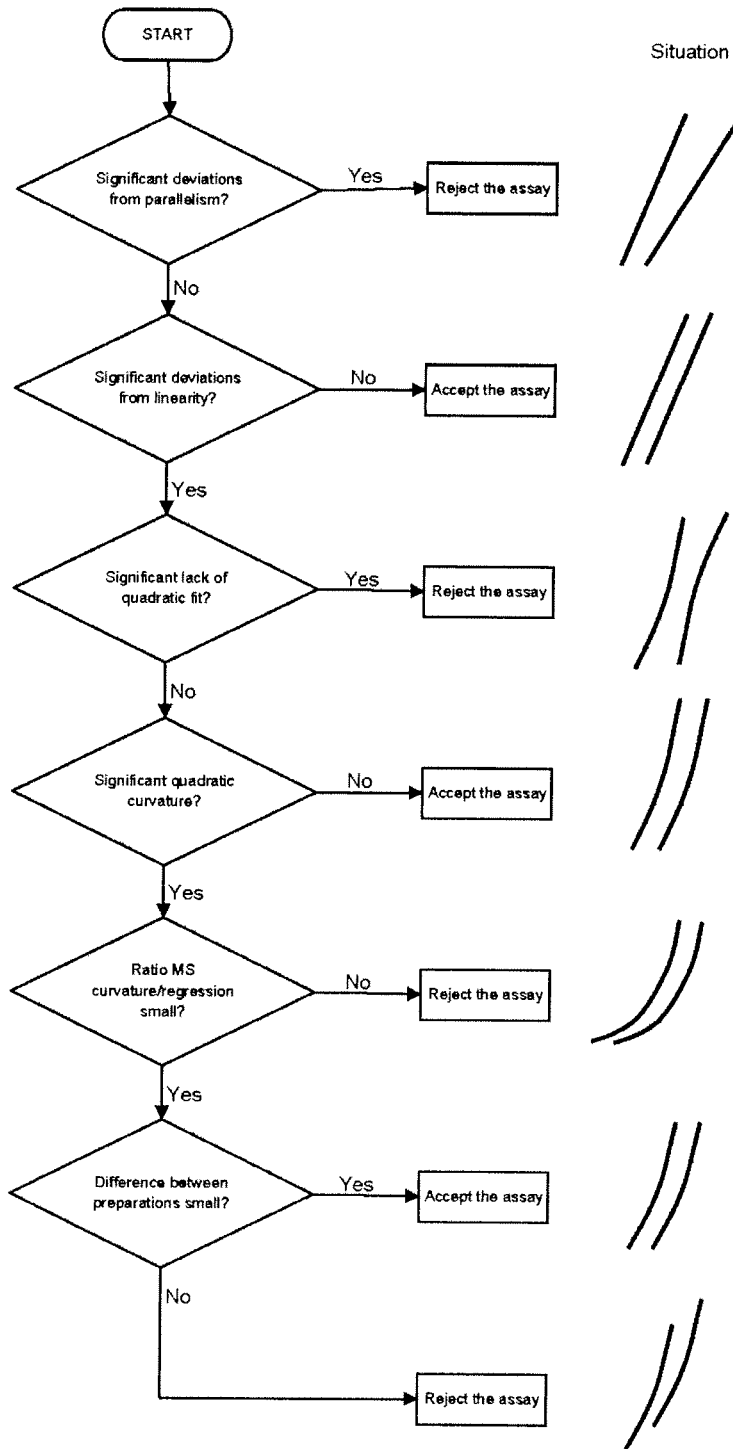 START
Situation
Significant deviations
from parallelism?
Yes
Reject the assay
No
Significant deviations
from linearity?
No
Accept the assay
Yes
Significant lack of
quadratic fit?
Yes
Reject the assay
No
Significant quadratic
curvature?
No
Accept the assay
Yes
Ratio MS
curvature/regression
small?
No
Reject the assay
Yes
Difference between
preparations small?
Yes
Accept the assay
No
Reject the assay